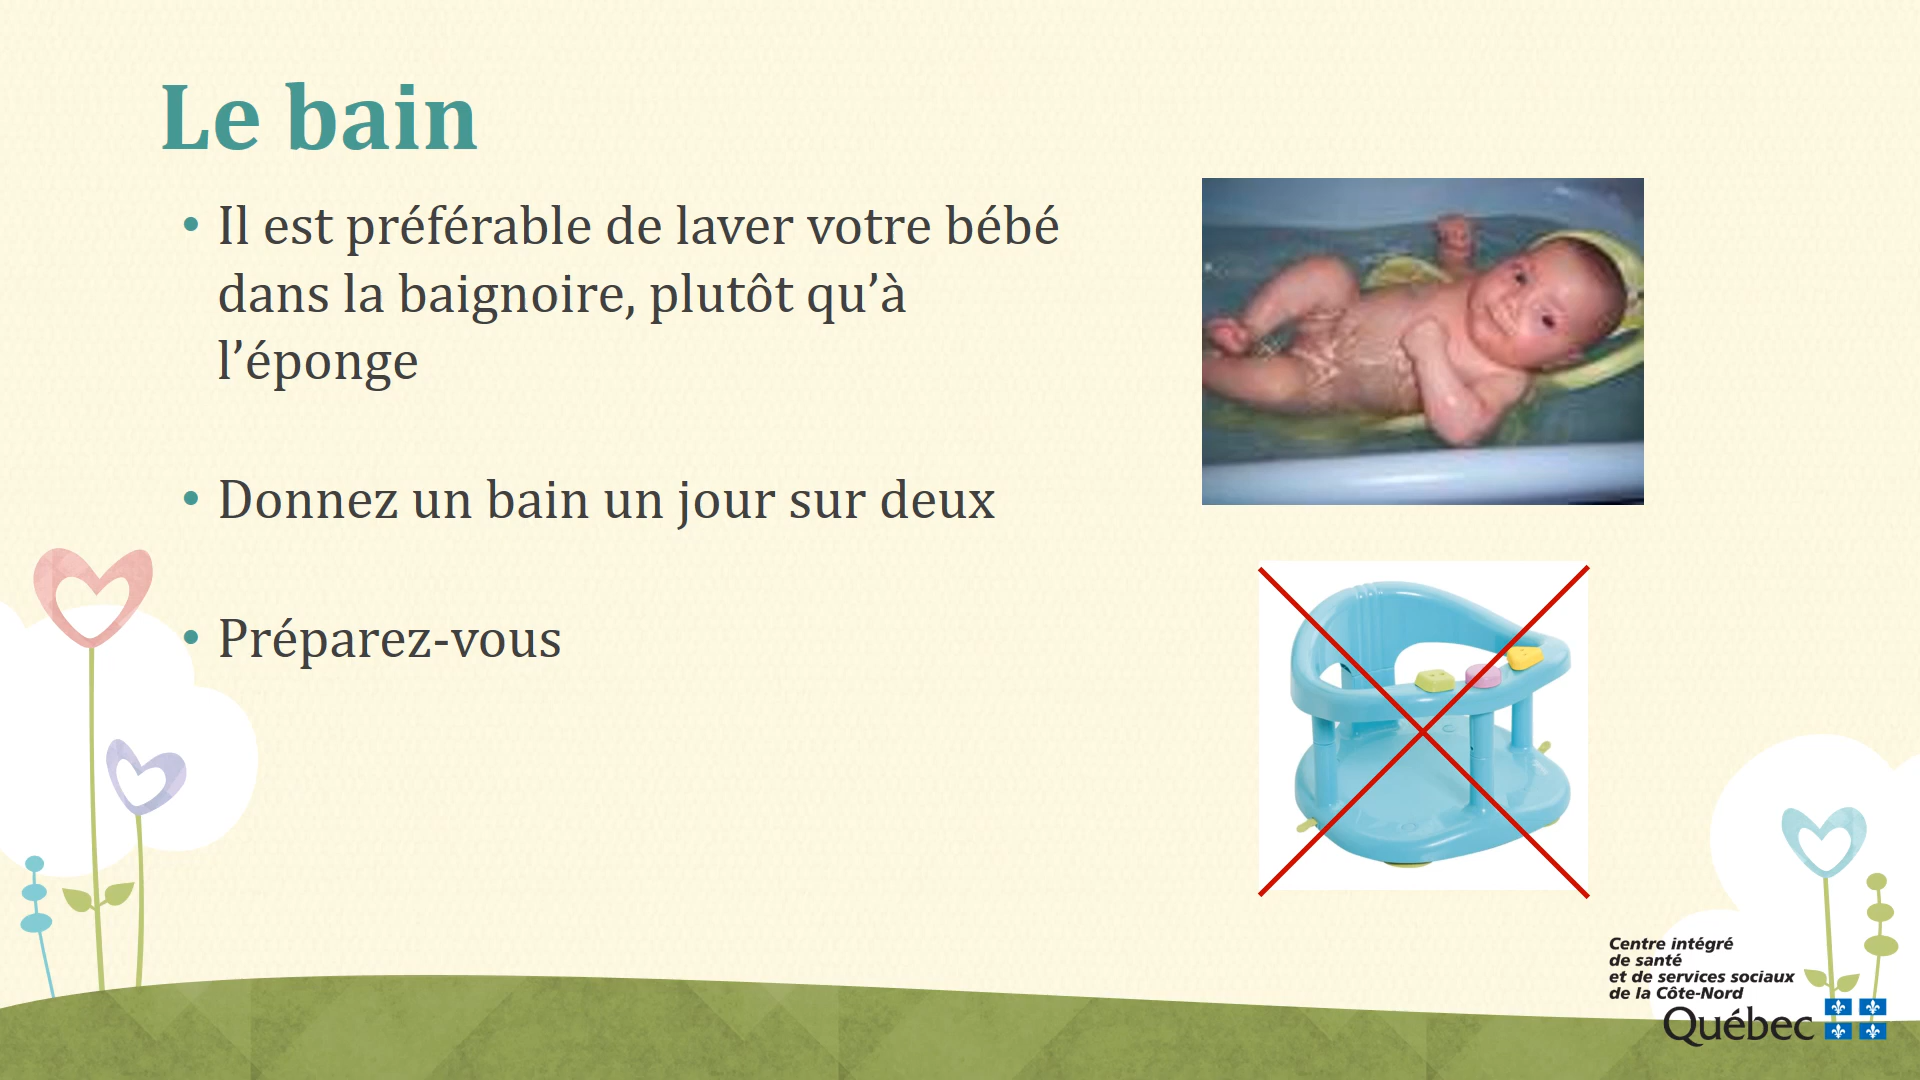 Le bain
• Il est préférable de laver votre bébé
dans la baignoire, plutôt qu’à
l’éponge
• Donnez un bain un jour sur deux
• Préparez-vous
Centre intégré
de santé
et de services sociaux
de la Côte-Nord
Québec